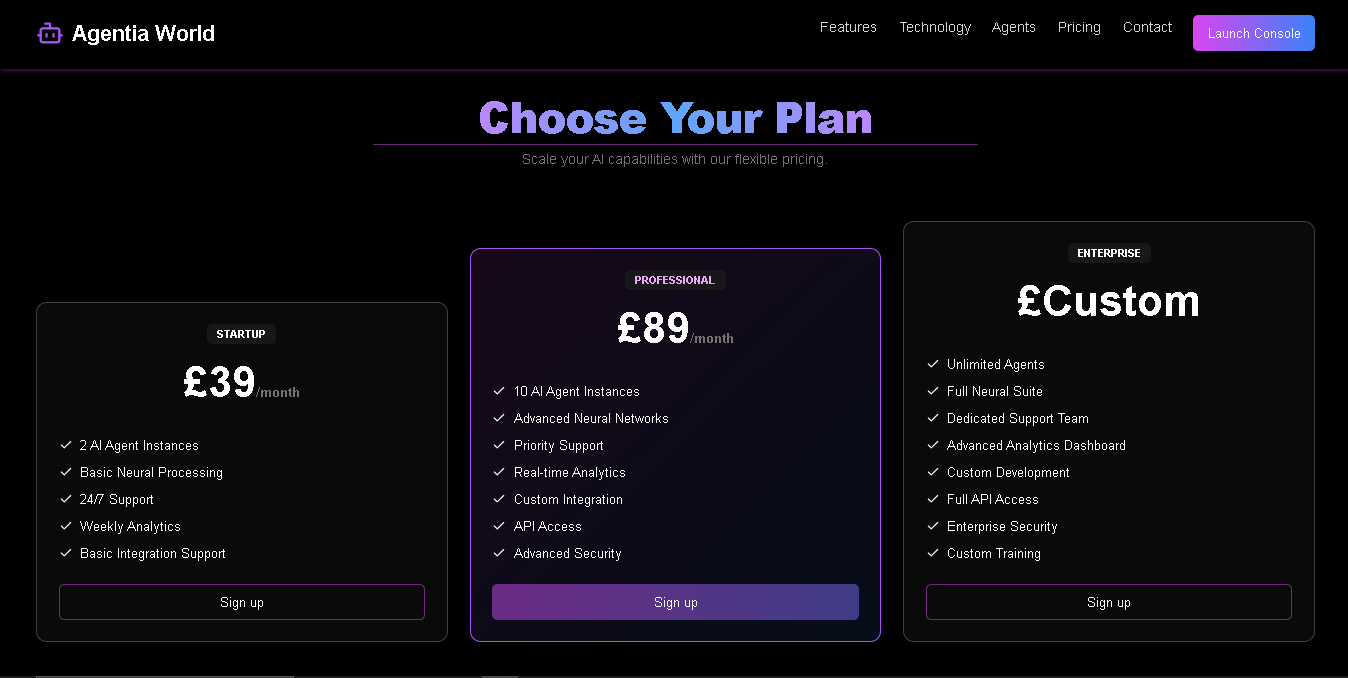 Agentia World
Features Technology Agents Pricing Contact Launch Console
Choose Your Plan
Scale your AI capabilities with our flexible pricing.
STARTUP
£39/month
2 AI Agent Instances
Basic Neural Processing
24/7 Support
Weekly Analytics
Basic Integration Support
Sign up
PROFESSIONAL
£89/month
10 AI Agent Instances
Advanced Neural Networks
Priority Support
Real-time Analytics
Custom Integration
API Access
Advanced Security
Sign up
ENTERPRISE
£Custom
Unlimited Agents
Full Neural Suite
Dedicated Support Team
Advanced Analytics Dashboard
Custom Development
Full API Access
Enterprise Security
Custom Training
Sign up